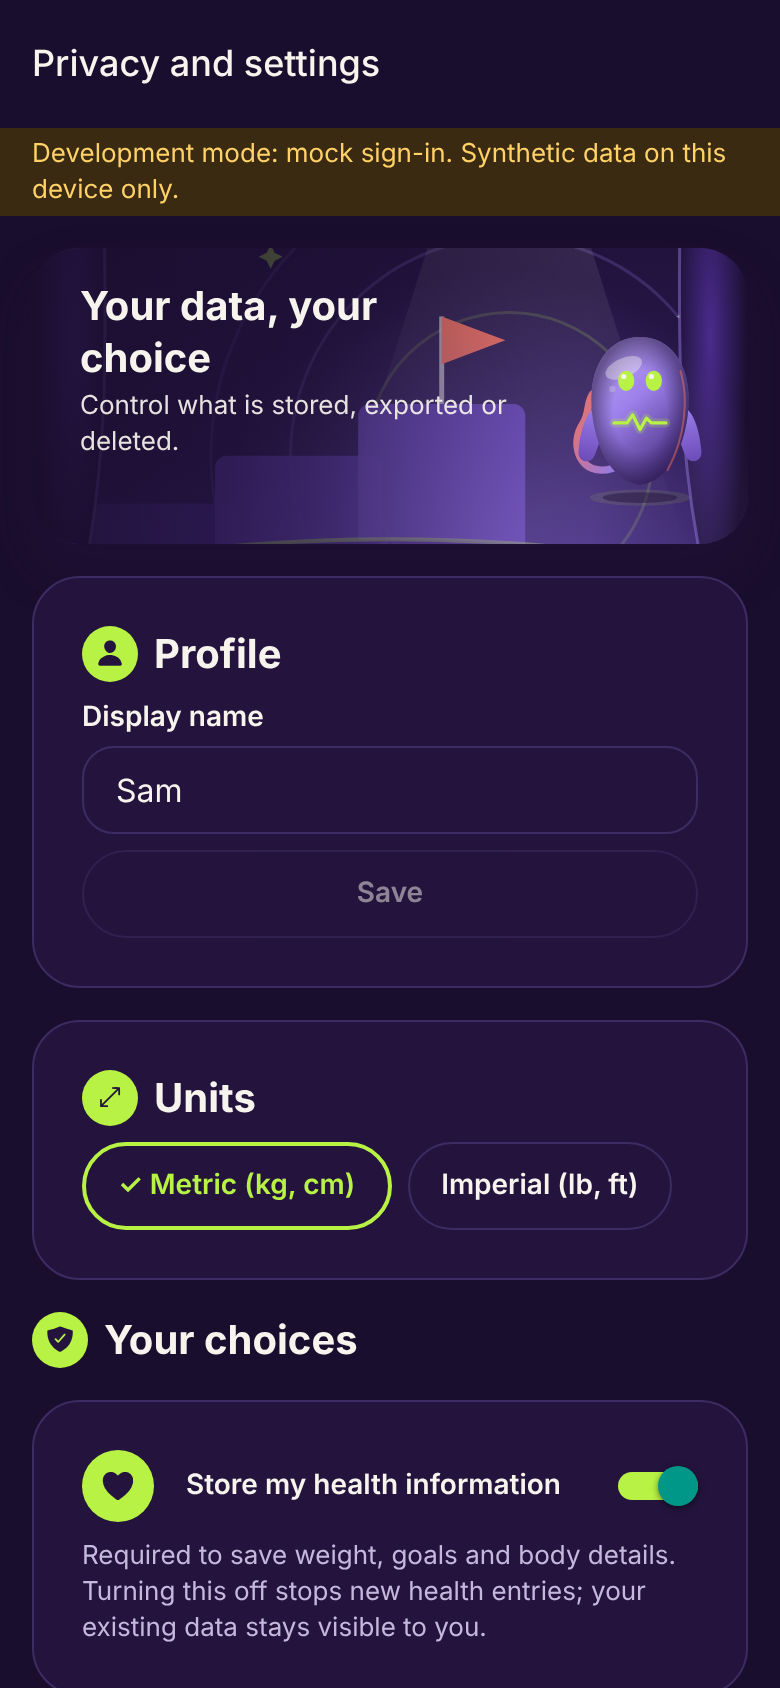 Privacy and settings
Development mode: mock sign-in. Synthetic data on this
device only.
Your data, your
choice
Control what is stored, exported or
deleted.
Profile
Display name
Sam
Save
Units
Metric (kg, cm)
Imperial (lb, ft)
Your choices
Store my health information
Required to save weight, goals and body details.
Turning this off stops new health entries; your
existing data stays visible to you.